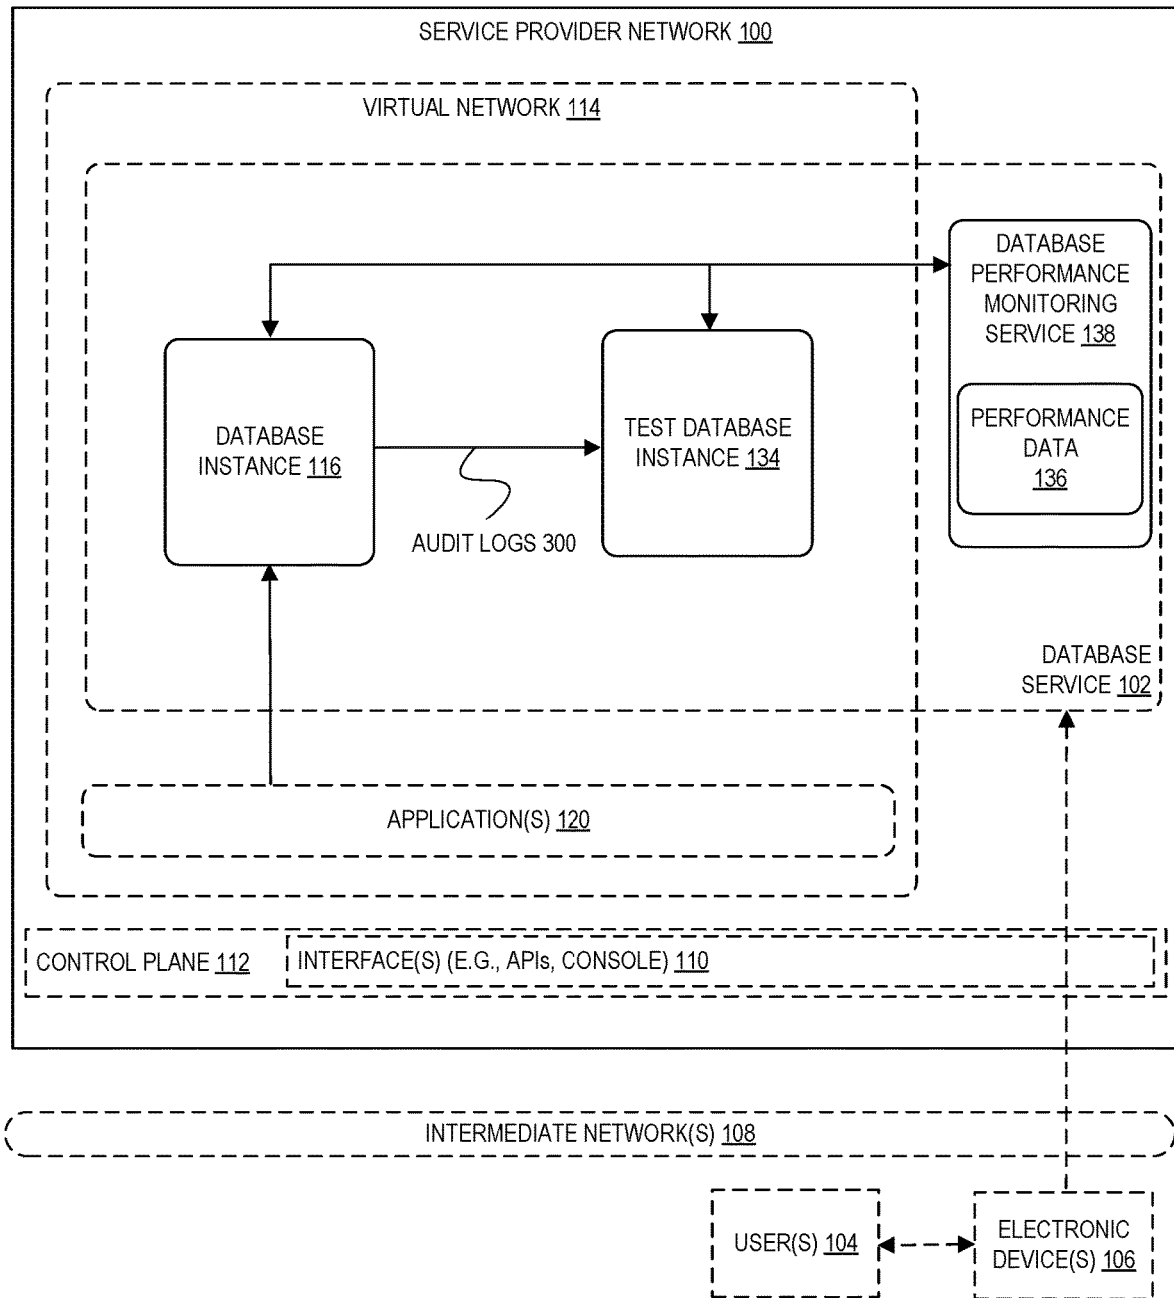 SERVICE PROVIDER NETWORK 100
VIRTUAL NETWORK 114
DATABASE
PERFORMANCE
MONITORING
SERVICE 138
PERFORMANCE
DATA
136
DATABASE
INSTANCE 116
TEST DATABASE
INSTANCE 134
AUDIT LOGS 300
DATABASE
SERVICE 102
APPLICATION(S) 120
CONTROL PLANE 112
INTERFACE(S) (E.G., APIs, CONSOLE) 110
INTERMEDIATE NETWORK(S) 108
USER(S) 104
ELECTRONIC
DEVICE(S) 106